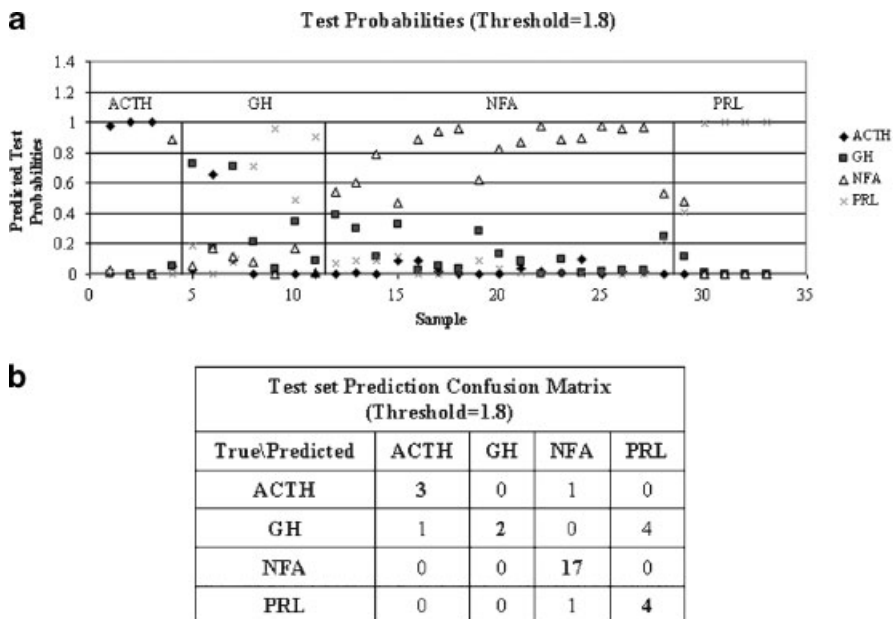 a
Test Probabilities (Threshold=1.8)
1.4
1.2
1
0.8
0.6
0.4
0.2
0
Predicted Test
Probabilities
ACTH GH NFA PRL
ACTH
GH
NFA
PRL
0 5 10 15 20 25 30 35
Sample
b
Test set Prediction Confusion Matrix
(Threshold=1.8)
True\Predicted ACTH GH NFA PRL
ACTH 3 0 1 0
GH 1 2 0 4
NFA 0 0 17 0
PRL 0 0 1 4